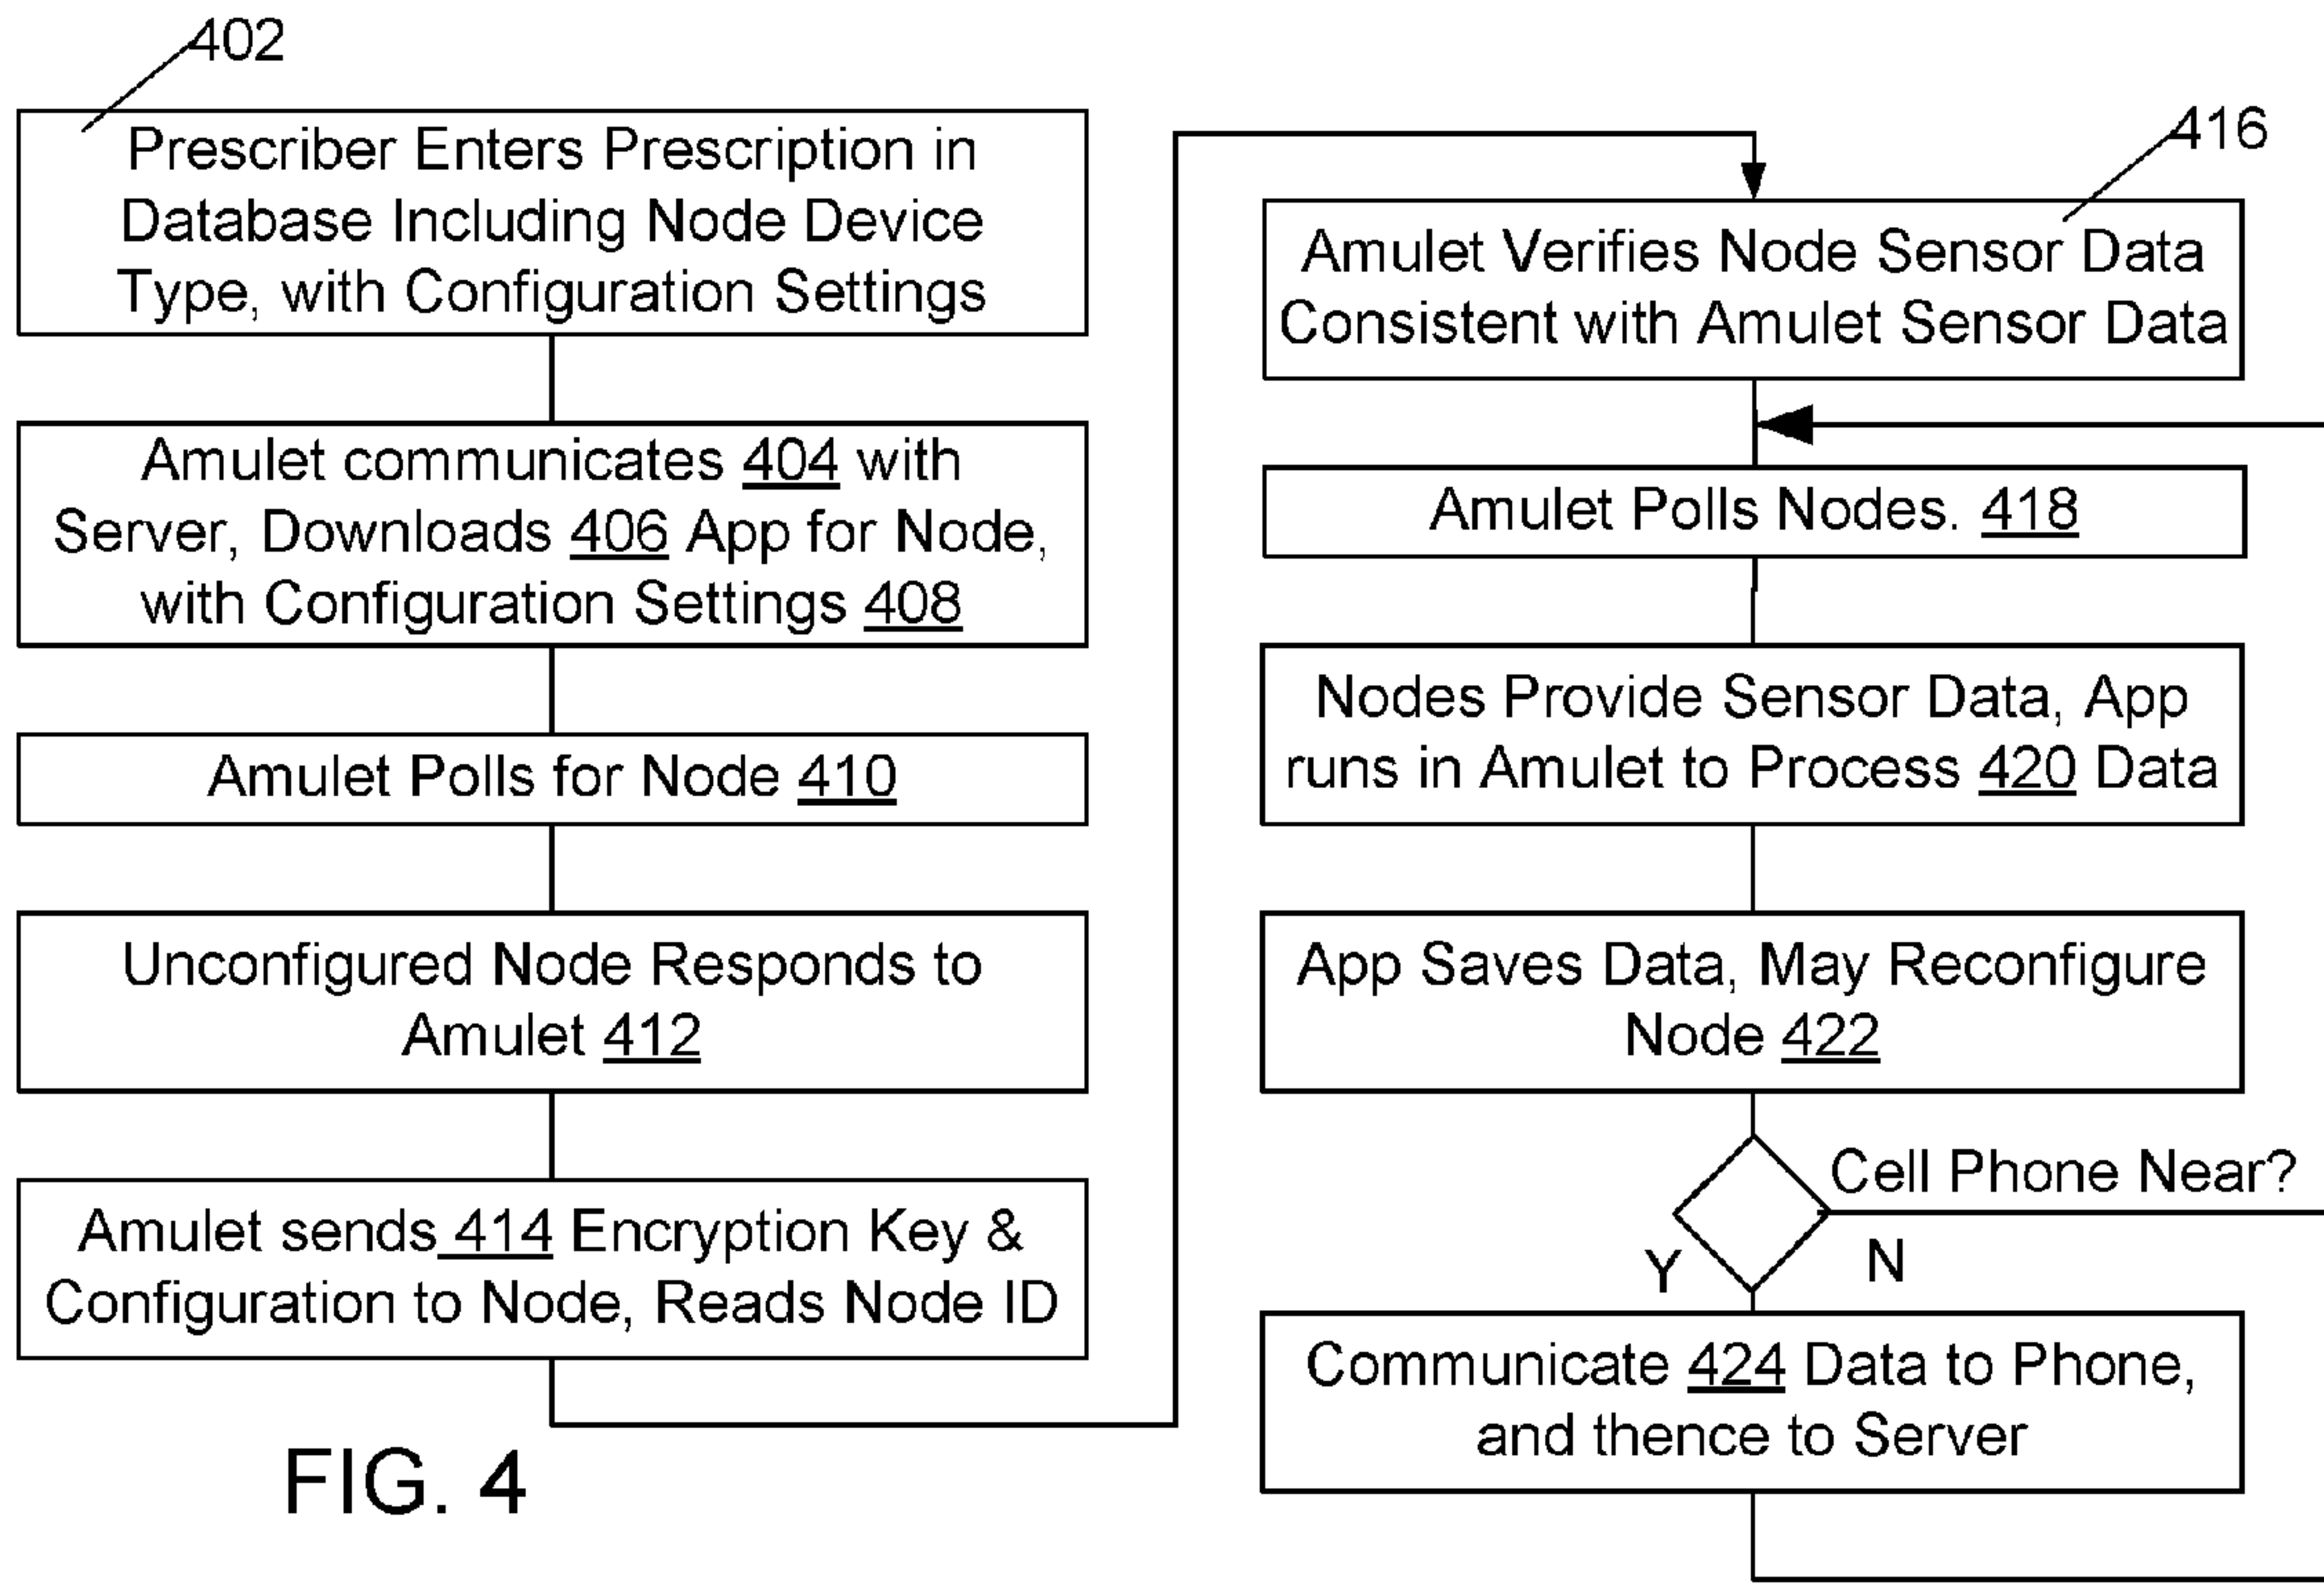 402
Prescriber Enters Prescription in
Database Including Node Device
Type, with Configuration Settings
Amulet communicates 404 with
Server, Downloads 406 App for Node,
with Configuration Settings 408
Amulet Polls for Node 410
Unconfigured Node Responds to
Amulet 412
Amulet sends 414 Encryption Key &
Configuration to Node, Reads Node ID
FIG. 4
416
Amulet Verifies Node Sensor Data
Consistent with Amulet Sensor Data
Amulet Polls Nodes. 418
Nodes Provide Sensor Data, App
runs in Amulet to Process 420 Data
App Saves Data, May Reconfigure
Node 422
Cell Phone Near?
Y
N
Communicate 424 Data to Phone,
and thence to Server